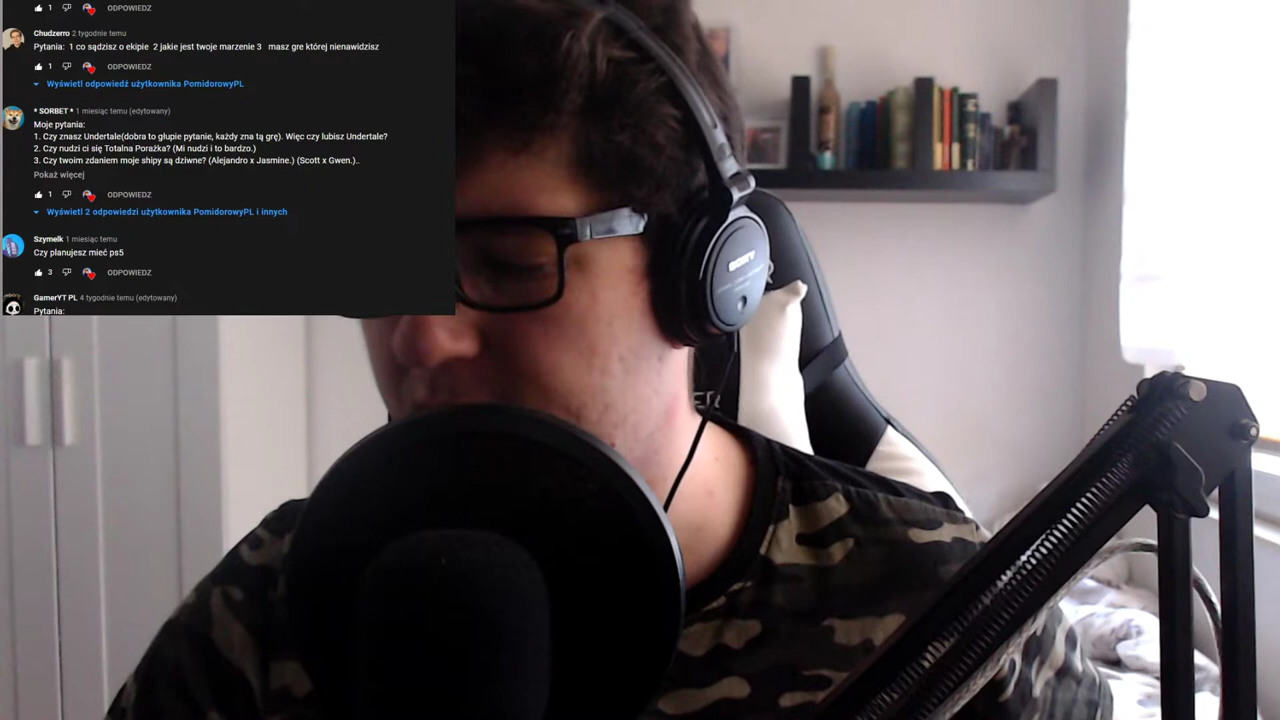 1 ODPOWIEDZ
Chudzerro 2 tygodnie temu
Pytania: 1 co sądzisz o ekipie 2 jakie jest twoje marzenie 3 masz gre której nienawidzisz
1 ODPOWIEDZ
Wyświetl odpowiedź użytkownika PomidorowyPL
* SORBET * 1 miesiąc temu (edytowany)
Moje pytania:
1. Czy znasz Undertale(dobra to głupie pytanie, każdy zna tą grę). Więc czy lubisz Undertale?
2. Czy nudzi ci się Totalna Porażka? (Mi nudzi i to bardzo.)
3. Czy twoim zdaniem moje shipy są dziwne? (Alejandro x Jasmine.) (Scott x Gwen.)..
Pokaż więcej
1 ODPOWIEDZ
Wyświetl 2 odpowiedzi użytkownika PomidorowyPL i innych
Szymelk 1 miesiąc temu
Czy planujesz mieć ps5
3 ODPOWIEDZ
GamerYT PL 4 tygodnie temu (edytowany)
Pytania:
SONY